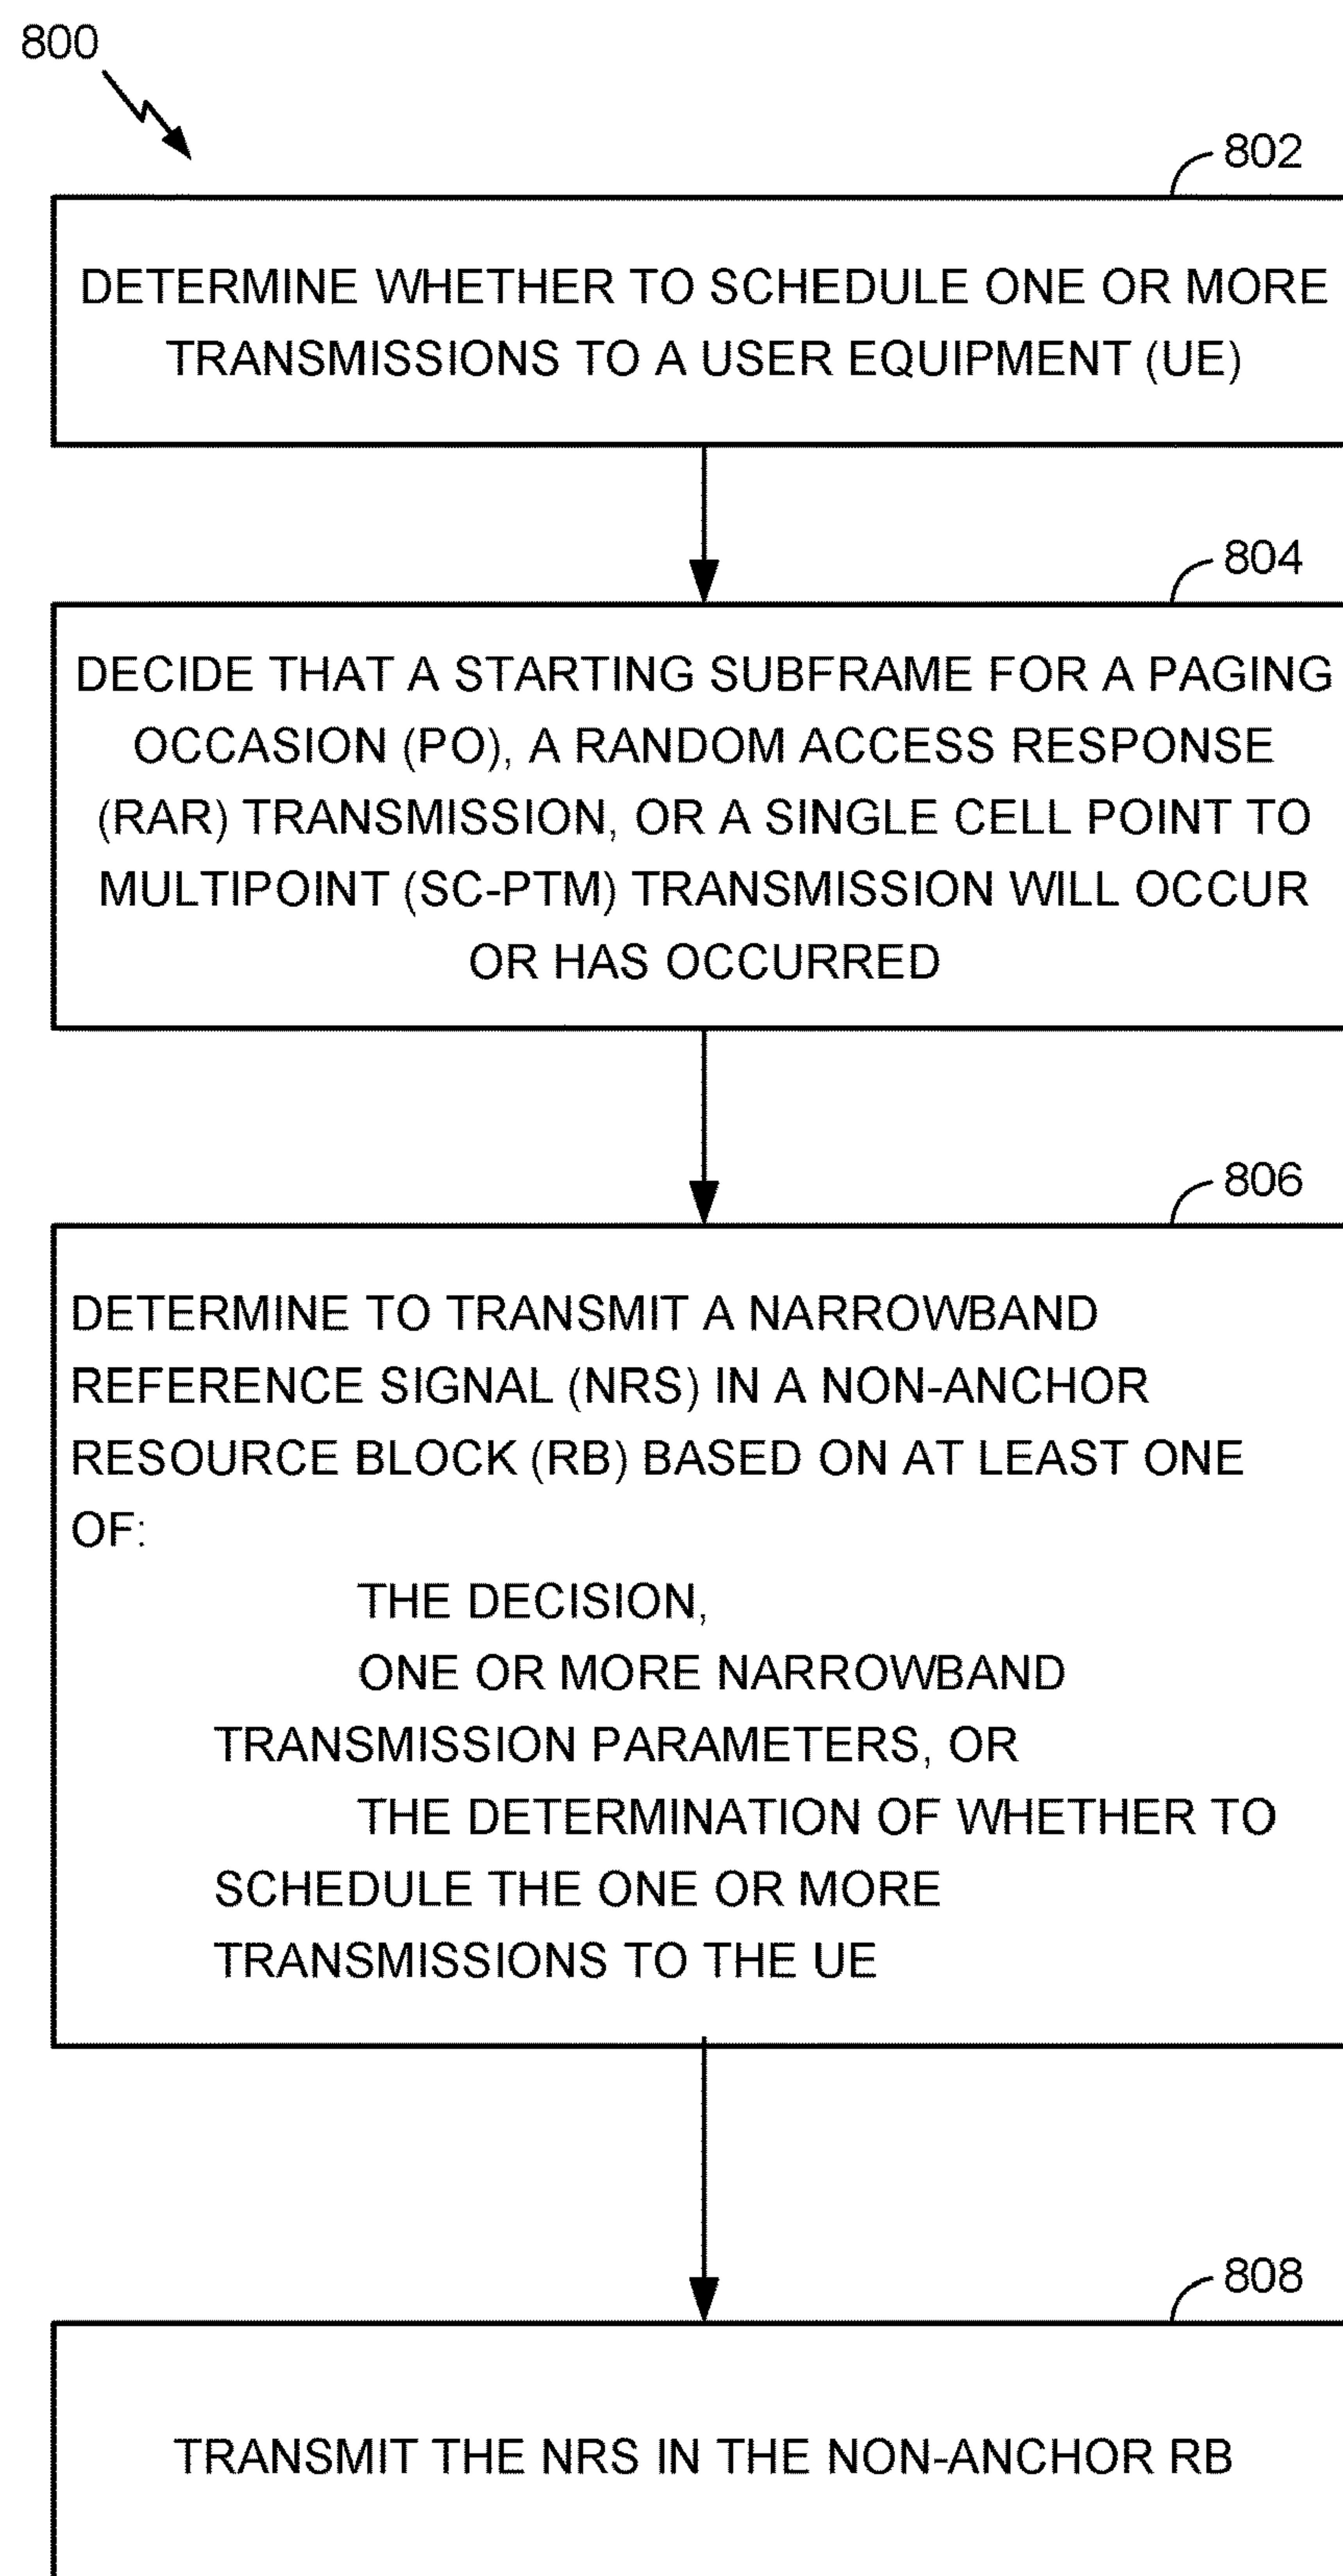 800
802
DETERMINE WHETHER TO SCHEDULE ONE OR MORE
TRANSMISSIONS TO A USER EQUIPMENT (UE)
804
DECIDE THAT A STARTING SUBFRAME FOR A PAGING
OCCASION (PO), A RANDOM ACCESS RESPONSE
(RAR) TRANSMISSION, OR A SINGLE CELL POINT TO
MULTIPOINT (SC-PTM) TRANSMISSION WILL OCCUR
OR HAS OCCURRED
806
DETERMINE TO TRANSMIT A NARROWBAND
REFERENCE SIGNAL (NRS) IN A NON-ANCHOR
RESOURCE BLOCK (RB) BASED ON AT LEAST ONE
OF:
THE DECISION,
ONE OR MORE NARROWBAND
TRANSMISSION PARAMETERS, OR
THE DETERMINATION OF WHETHER TO
SCHEDULE THE ONE OR MORE
TRANSMISSIONS TO THE UE
808
TRANSMIT THE NRS IN THE NON-ANCHOR RB